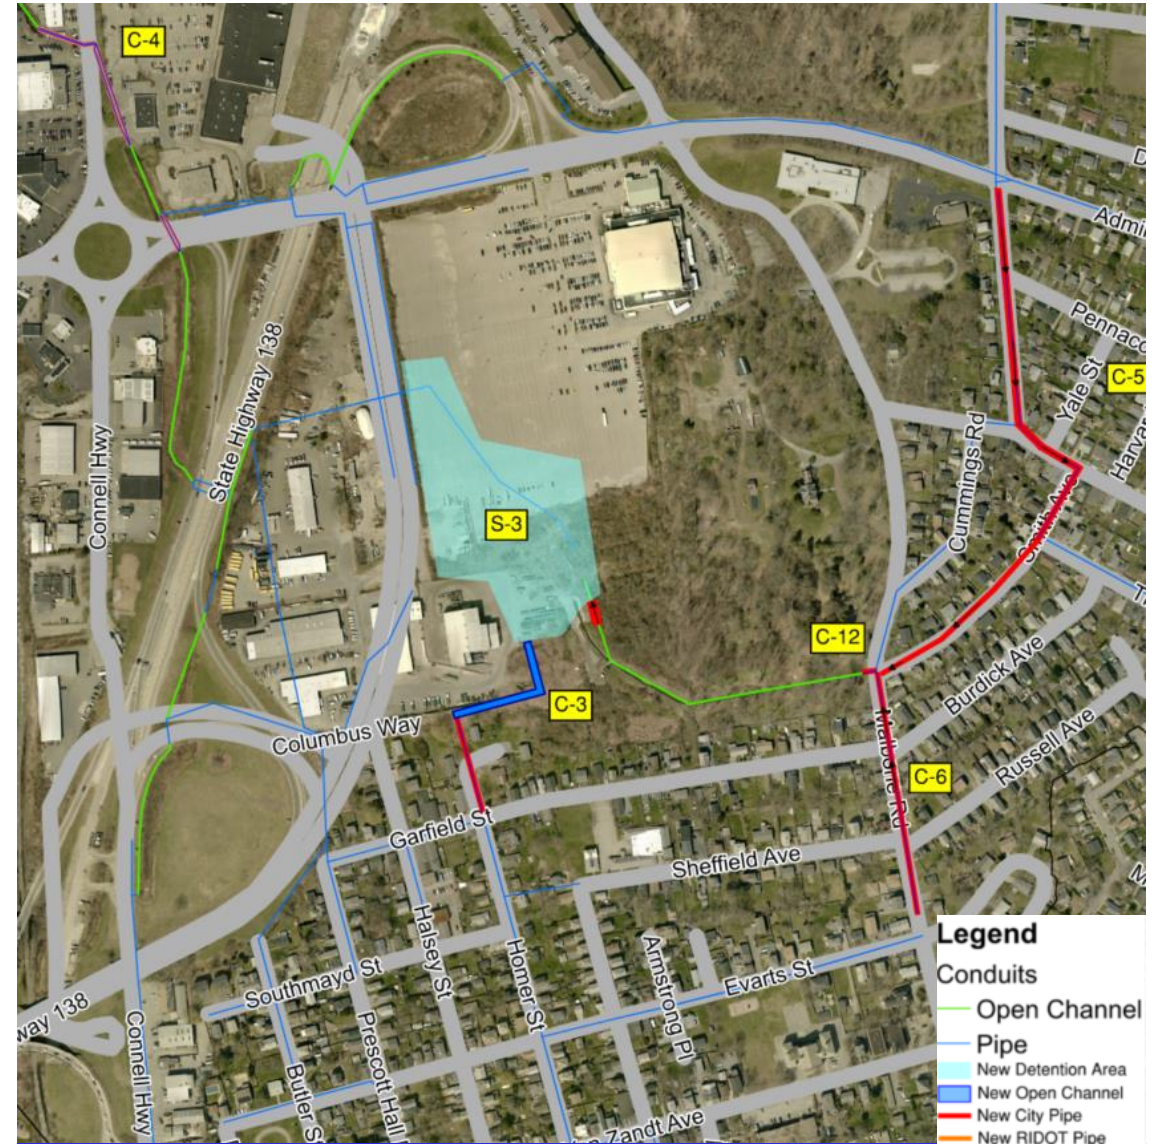 C-4
Admi
Pennaco
Yale St
C-5
Harvar
State Highway 138
Connell Hwy
Cummings Rd
Smith Ave
S-3
C-12
Burdick Ave
C-3
Columbus Way
Malbone Rd
C-6
Russell Ave
Garfield St
Sheffield Ave
Halsey St
Homer St
Armstrong Pl
Evarts St
Southmayd St
way 138
Connell Hwy
Prescott Hall
Butler S
Zandt Ave
Legend
Conduits
Open Channel
Pipe
New Detention Area
New Open Channel
New City Pipe
New RIDOT Pipe